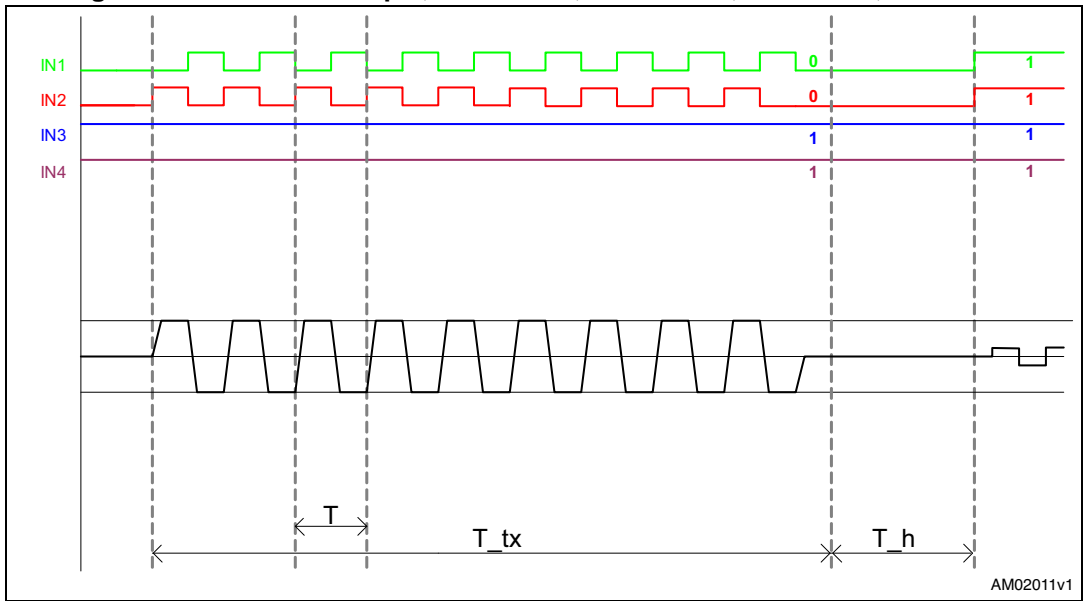 IN1 0 1
IN2 0 1
IN3 1 1
IN4 1 1
T
T_tx T_h
AM02011v1